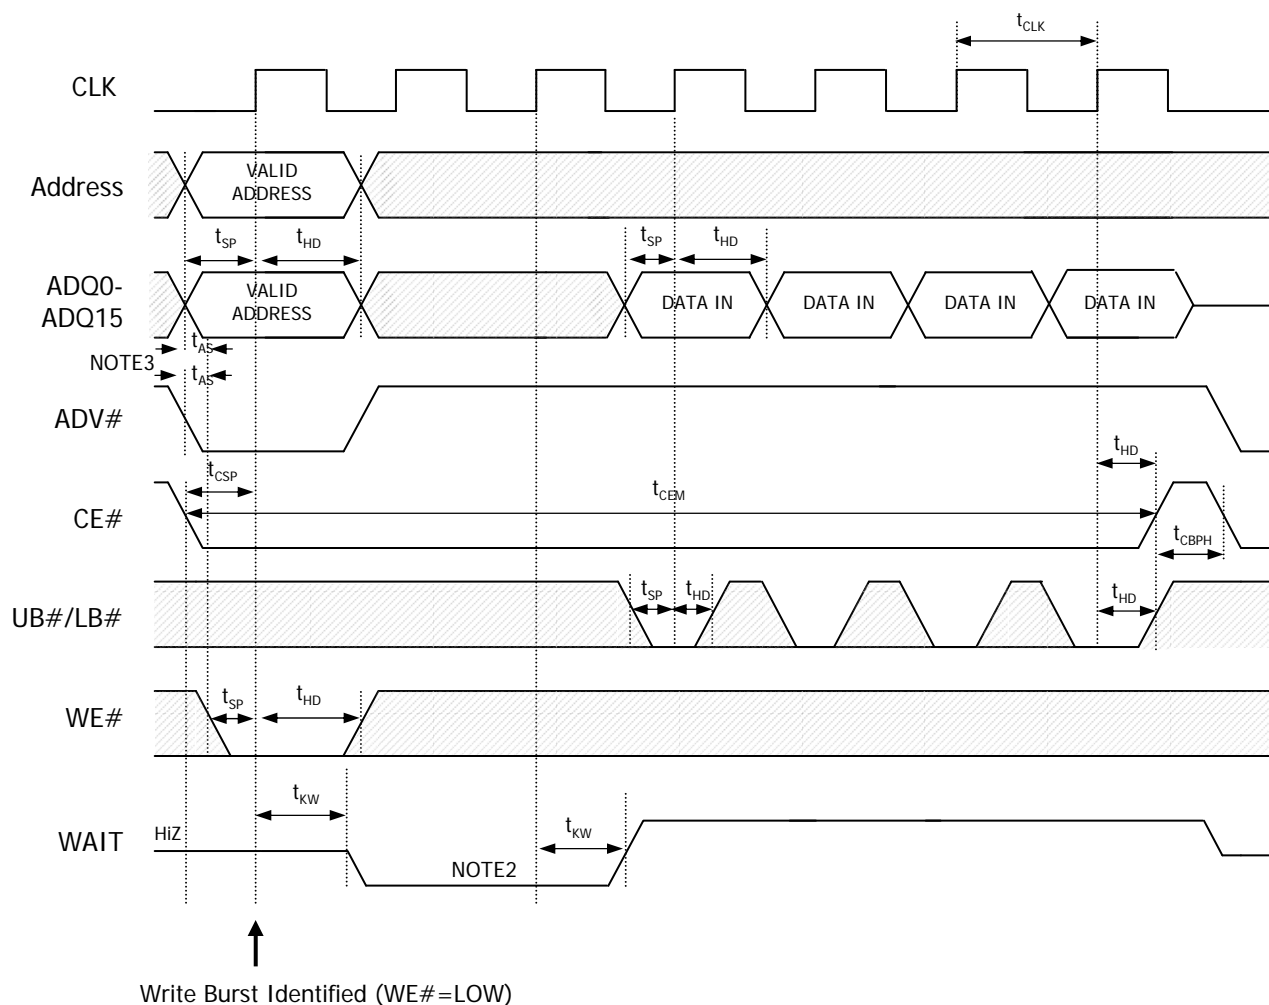 tCLK
CLK
Address
VALID
ADDRESS
tSP
tHD
tSP
tHD
ADQ0-
ADQ15
VALID
ADDRESS
DATA IN
DATA IN
DATA IN
DATA IN
NOTE3
tAS
tAS
ADV#
tHD
tCSP
tCEM
CE#
tCBPH
UB#/LB#
tSP
tHD
tHD
WE#
tSP
tHD
tKW
tKW
WAIT
HiZ
NOTE2
Write Burst Identified (WE#=LOW)